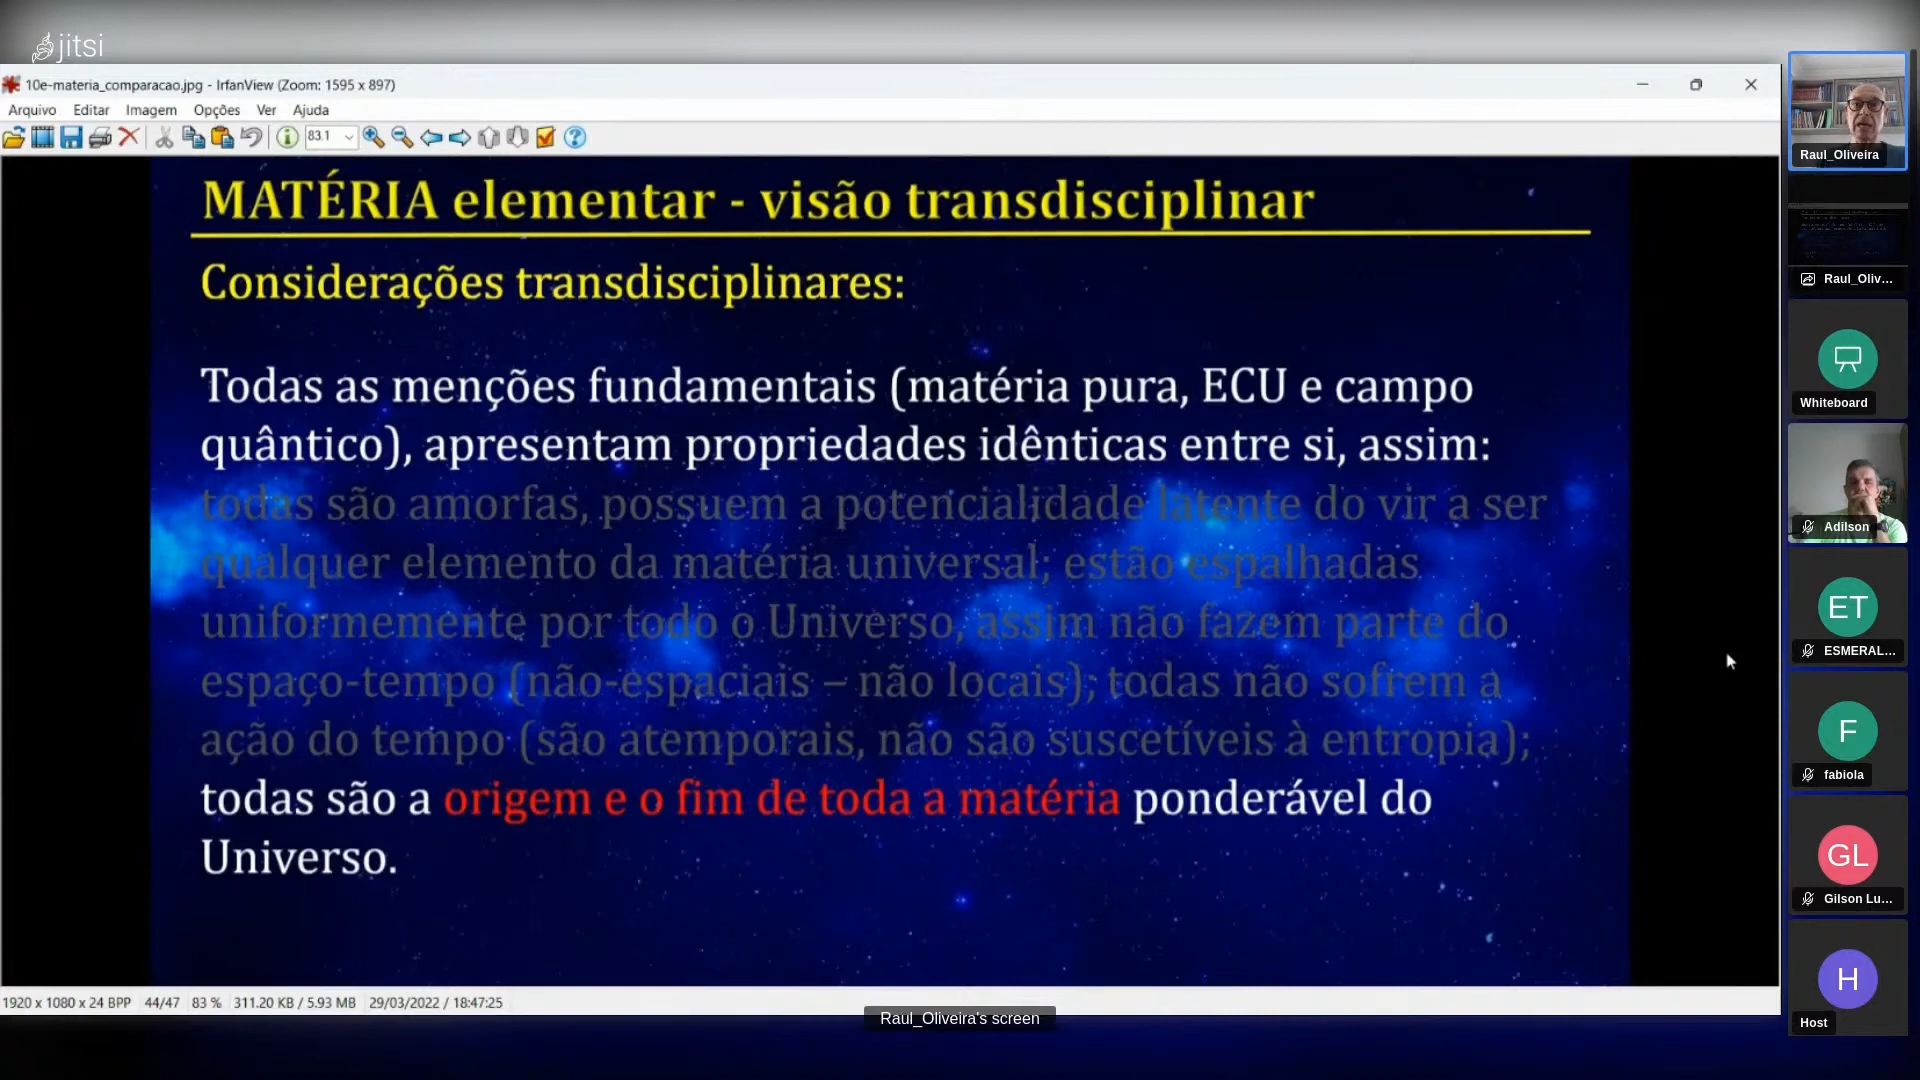 jitsi
10e-materia_comparacao.jpg - IrfanView (Zoom: 1595 x 897)
Arquivo Editar Imagem Opções Ver Ajuda
83.1
MATÉRIA elementar - visão transdisciplinar
Considerações transdisciplinares:
Todas as menções fundamentais (matéria pura, ECU e campo
quântico), apresentam propriedades idênticas entre si, assim:
todas são amorfas, possuem a potencialidade latente do vir a ser
qualquer elemento da matéria universal; estão espalhadas
uniformemente por todo o Universo, assim não fazem parte do
espaço-tempo (não-espaciais – não locais); todas não sofrem a
ação do tempo (são atemporais, não são suscetíveis à entropia);
todas são a origem e o fim de toda a matéria ponderável do
Universo.
1920 x 1080 x 24 BPP 44/47 83 % 311.20 KB / 5.93 MB 29/03/2022 / 18:47:25
Raul_Oliveira's screen
Raul_Oliveira
Raul_Oliv...
Whiteboard
Adilson
ET
ESMERAL...
F
fabiola
GL
Gilson Lu...
H
Host